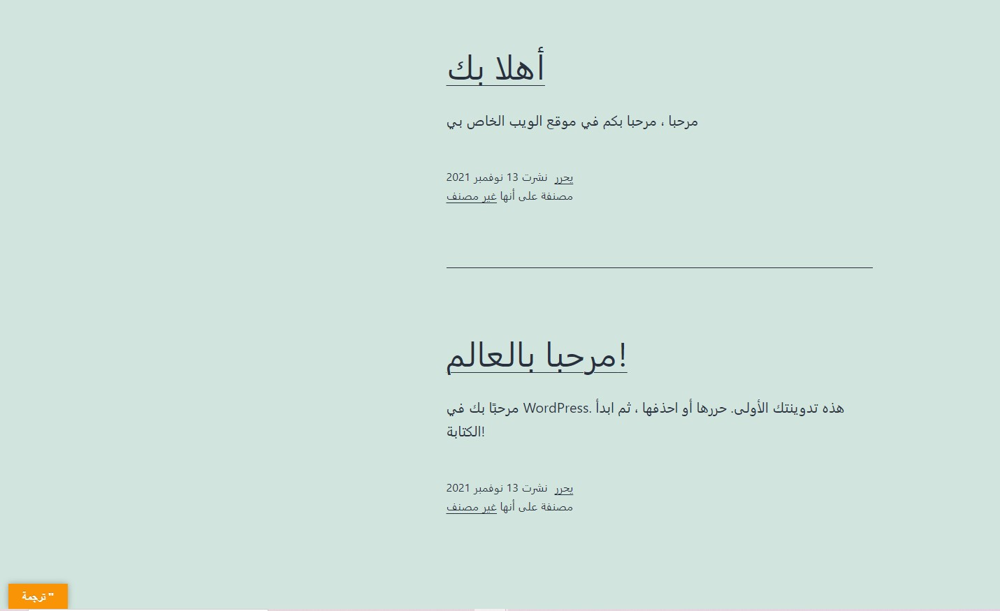 أهلا بك
مرحبا ، مرحبا بكم في موقع الويب الخاص بي
نشرت 13 نوفمبر 2021 يحرر
مصنفة على أنها غير مصنف
مرحبا بالعالم!
مرحبًا بك في WordPress. هذه تدوينتك الأولى. حررها أو احذفها ، ثم ابدأ
الكتابة!
نشرت 13 نوفمبر 2021 يحرر
مصنفة على أنها غير مصنف
ترجمة "